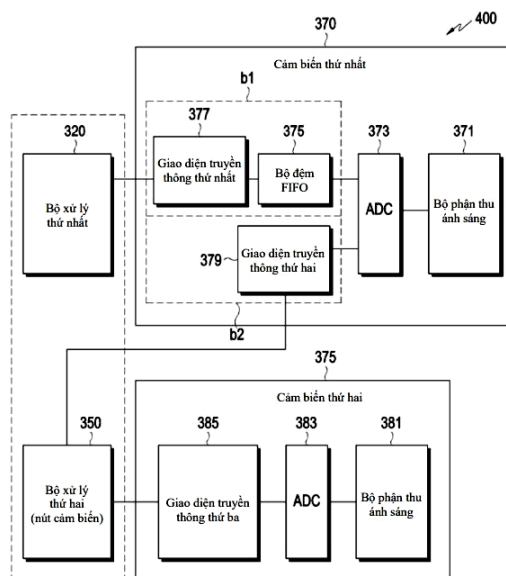 400
370
Cảm biến thứ nhất
b1
377
375
373
371
320
Giao diện truyền
thông thứ nhất
Bộ đệm
FIFO
ADC
Bộ phận thu
ánh sáng
Bộ xử lý
thứ nhất
379
Giao diện truyền
thông thứ hai
b2
375
Cảm biến thứ hai
350
385
383
381
Bộ xử lý
thứ hai
(nút cảm biến)
Giao diện truyền
thông thứ ba
ADC
Bộ phận thu
ánh sáng